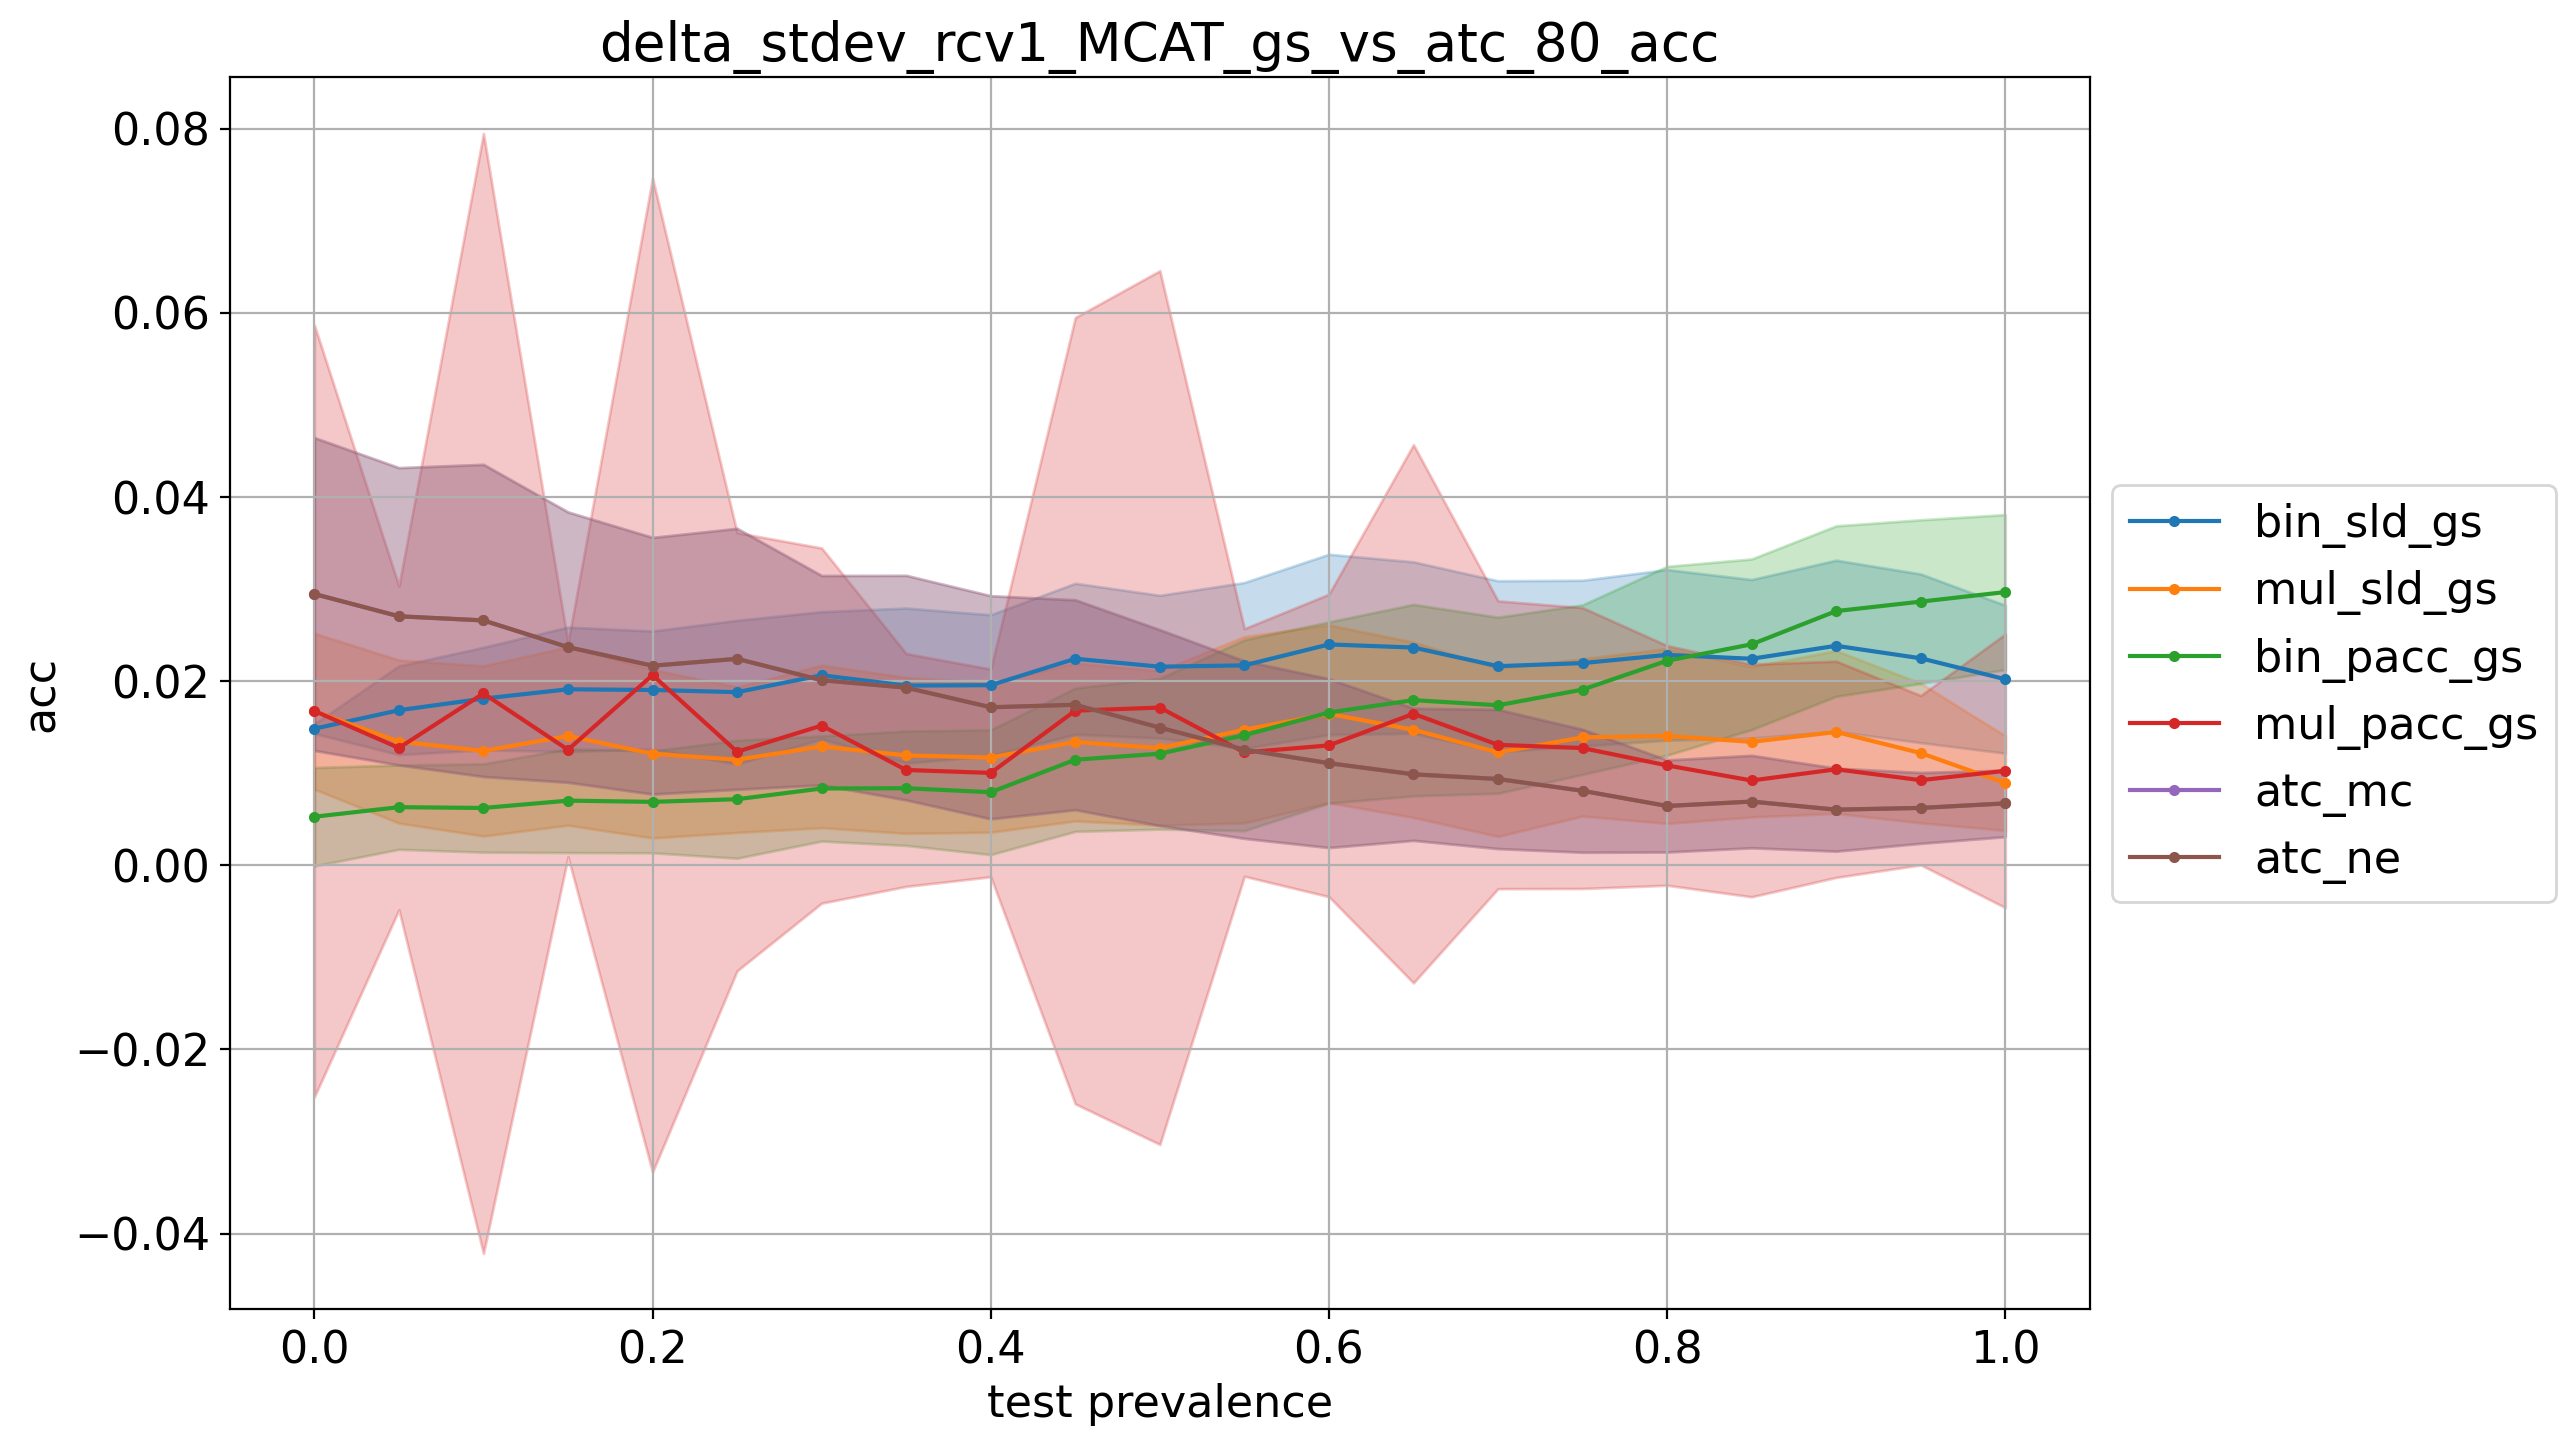 delta_stdev_rcv1_MCAT_gs_vs_atc_80_acc
0.08
0.06
0.04
0.02
0.00
−0.02
−0.04
acc
0.0 0.2 0.4 0.6 0.8 1.0
test prevalence
bin_sld_gs
mul_sld_gs
bin_pacc_gs
mul_pacc_gs
atc_mc
atc_ne